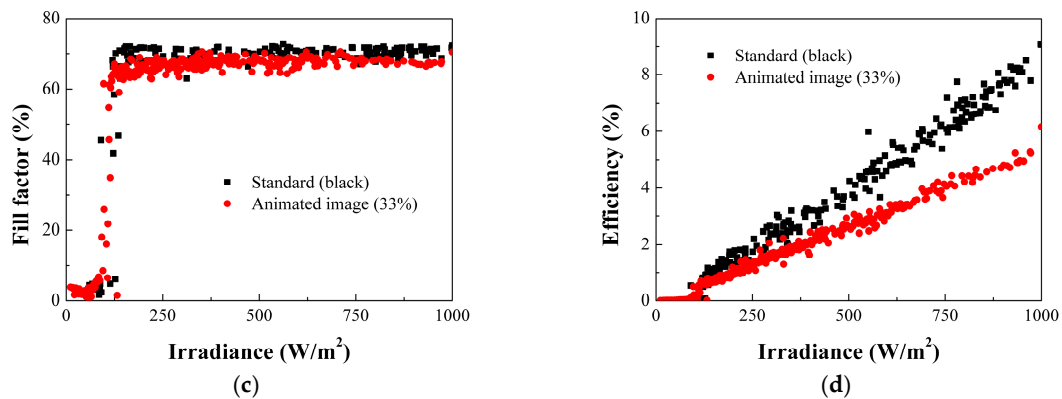 80
60
40
20
0
Fill factor (%)
Standard (black)
Animated image (33%)
0 250 500 750 1000
Irradiance (W/m²)
(c)
10
8
6
4
2
0
Efficiency (%)
Standard (black)
Animated image (33%)
0 250 500 750 1000
Irradiance (W/m²)
(d)